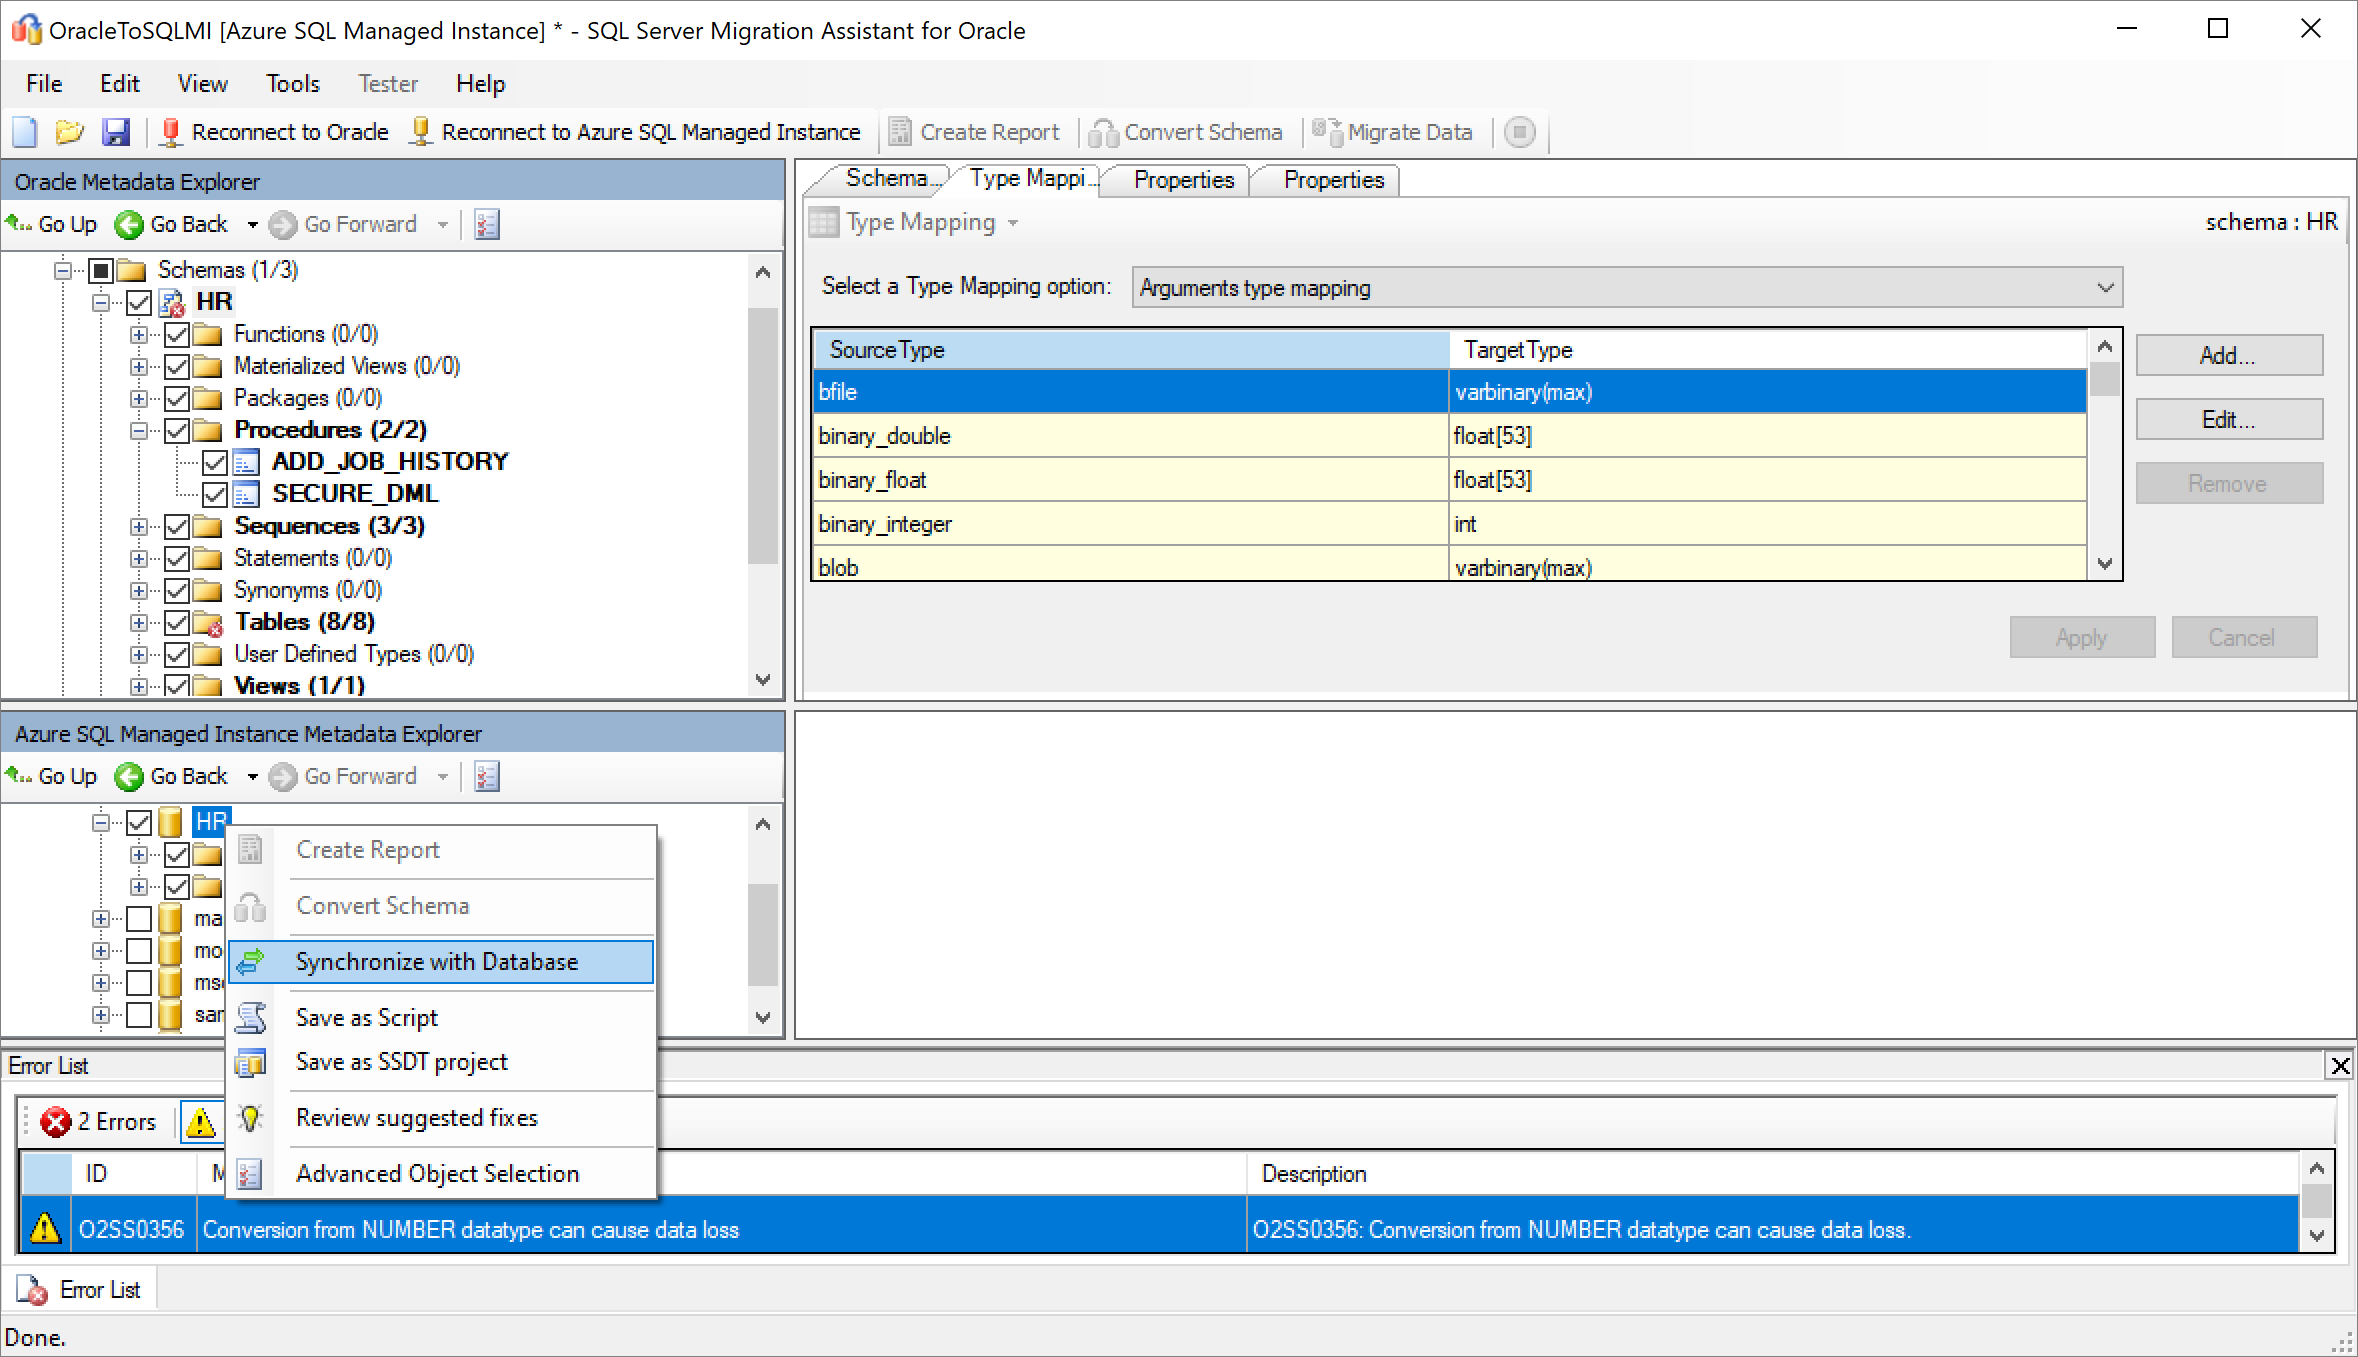 OracleToSQLMI [Azure SQL Managed Instance] * - SQL Server Migration Assistant for Oracle
File Edit View Tools Tester Help
Reconnect to Oracle Reconnect to Azure SQL Managed Instance Create Report Convert Schema Migrate Data
Oracle Metadata Explorer
Go Up Go Back Go Forward
Schemas (1/3)
HR
Functions (0/0)
Materialized Views (0/0)
Packages (0/0)
Procedures (2/2)
ADD_JOB_HISTORY
SECURE_DML
Sequences (3/3)
Statements (0/0)
Synonyms (0/0)
Tables (8/8)
User Defined Types (0/0)
Views (1/1)
Schema... Type Mappi... Properties Properties
Type Mapping schema : HR
Select a Type Mapping option: Arguments type mapping
Source Type Target Type
bfile varbinary(max)
binary_double float[53]
binary_float float[53]
binary_integer int
blob varbinary(max)
Add...
Edit...
Remove
Apply Cancel
Azure SQL Managed Instance Metadata Explorer
Go Up Go Back Go Forward
HR
ma
mo
ms
sar
Create Report
Convert Schema
Synchronize with Database
Save as Script
Save as SSDT project
Review suggested fixes
Advanced Object Selection
Error List
2 Errors
ID M Description
O2SS0356 Conversion from NUMBER datatype can cause data loss O2SS0356: Conversion from NUMBER datatype can cause data loss.
Error List
Done.